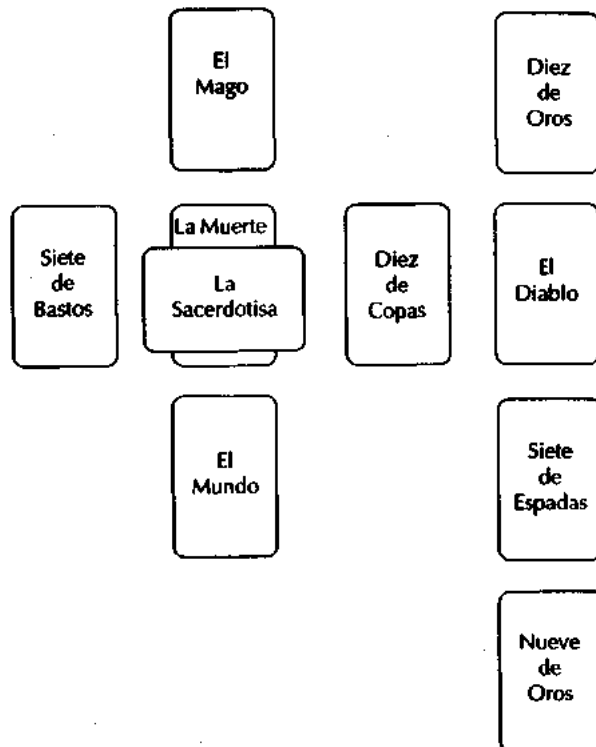 El
Mago
Diez
de
Oros
Siete
de
Bastos
La Muerte
La
Sacerdotisa
Diez
de
Copas
El
Diablo
El
Mundo
Siete
de
Espadas
Nueve
de
Oros